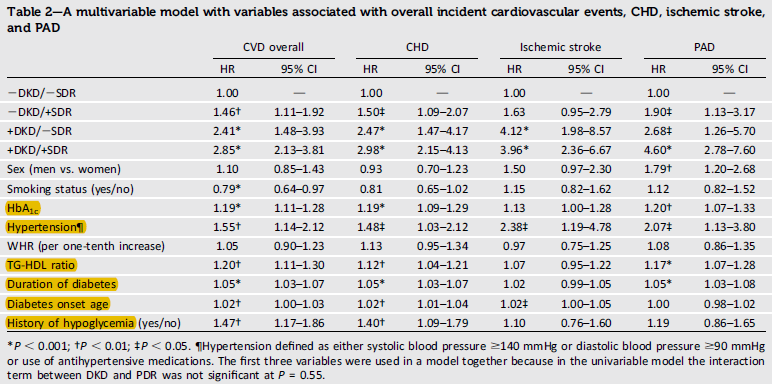 Table 2—A multivariable model with variables associated with overall incident cardiovascular events, CHD, ischemic stroke,
and PAD
CVD overall CHD Ischemic stroke PAD
HR 95% CI HR 95% CI HR 95% CI HR 95% CI
−DKD/−SDR 1.00 — 1.00 — 1.00 — 1.00 —
−DKD/+SDR 1.46† 1.11–1.92 1.50‡ 1.09–2.07 1.63 0.95–2.79 1.90‡ 1.13–3.17
+DKD/−SDR 2.41* 1.48–3.93 2.47* 1.47–4.17 4.12* 1.98–8.57 2.68‡ 1.26–5.70
+DKD/+SDR 2.85* 2.13–3.81 2.98* 2.15–4.13 3.96* 2.36–6.67 4.60* 2.78–7.60
Sex (men vs. women) 1.10 0.85–1.43 0.93 0.70–1.23 1.50 0.97–2.30 1.79† 1.20–2.68
Smoking status (yes/no) 0.79* 0.64–0.97 0.81 0.65–1.02 1.15 0.82–1.62 1.12 0.82–1.52
HbA1c 1.19* 1.11–1.28 1.19* 1.09–1.29 1.13 1.00–1.28 1.20† 1.07–1.33
Hypertension¶ 1.55† 1.14–2.12 1.48‡ 1.03–2.12 2.38‡ 1.19–4.78 2.07‡ 1.13–3.80
WHR (per one-tenth increase) 1.05 0.90–1.23 1.13 0.95–1.34 0.97 0.75–1.25 1.08 0.86–1.35
TG-HDL ratio 1.20† 1.11–1.30 1.12† 1.04–1.21 1.07 0.95–1.22 1.17* 1.07–1.28
Duration of diabetes 1.05* 1.03–1.07 1.05* 1.03–1.07 1.02 0.99–1.05 1.05* 1.03–1.08
Diabetes onset age 1.02† 1.00–1.03 1.02† 1.01–1.04 1.02‡ 1.00–1.05 1.00 0.98–1.02
History of hypoglycemia (yes/no) 1.47† 1.17–1.86 1.40† 1.09–1.79 1.10 0.76–1.60 1.19 0.86–1.65
*P < 0.001; †P < 0.01; ‡P < 0.05. ¶Hypertension defined as either systolic blood pressure ≥140 mmHg or diastolic blood pressure ≥90 mmHg
or use of antihypertensive medications. The first three variables were used in a model together because in the univariable model the interaction
term between DKD and PDR was not significant at P = 0.55.